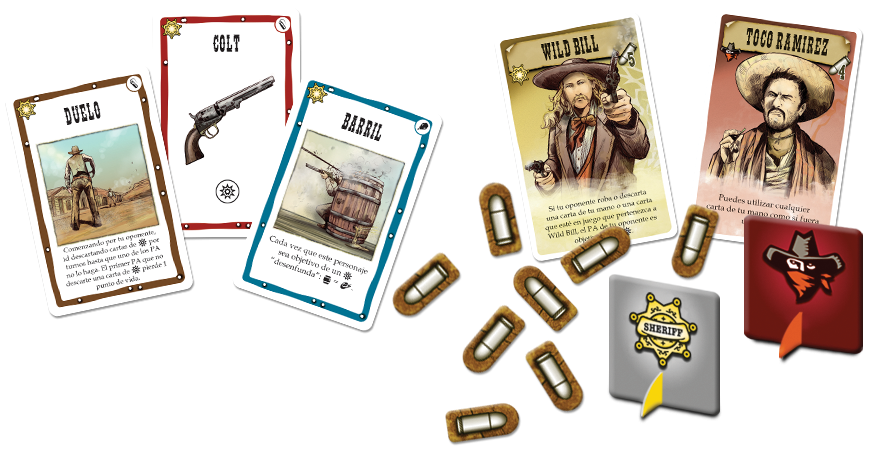 DUELO
Comenzando por tu oponente,
id descartando cartas de por
turnos hasta que uno de los PA
no lo haga. El primer PA que no
descarte una carta de pierde 1
punto de vida.
COLT
BARRIL
Cada vez que este personaje
sea objetivo de un
"desenfunda":
WILD BILL
5
Si tu oponente roba o descarta
una carta de tu mano o una carta
que esté en juego que pertenezca a
Wild Bill, el PA de tu oponente es
TOCO RAMIREZ
4
Puedes utilizar cualquier
carta de tu mano como si fuera
SHERIFF